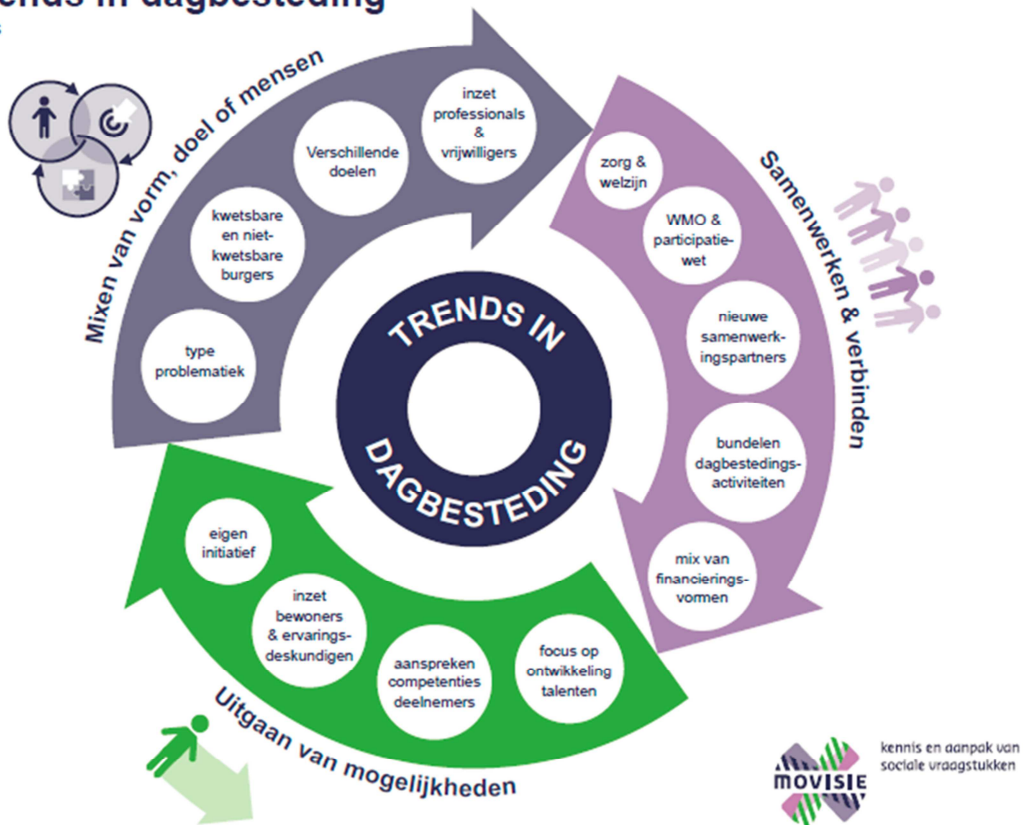 ends in dagbesteding
Mixen van vorm, doel of mensen
type
problematiek
kwetsbare
en niet-
kwetsbare
burgers
Verschillende
doelen
inzet
professionals
&
vrijwilligers
Samenwerken & verbinden
zorg &
welzijn
WMO &
participatie-
wet
nieuwe
samenwerk-
ingspartners
bundelen
dagbestedings-
activiteiten
mix van
financierings-
vormen
TRENDS IN
DAGBESTEDING
Uitgaan van mogelijkheden
focus op
ontwikkeling
talenten
aanspreken
competenties
deelnemers
inzet
bewoners
& ervarings-
deskundigen
eigen
initiatief
MOVISIE
kennis en aanpak van
sociale vraagstukken